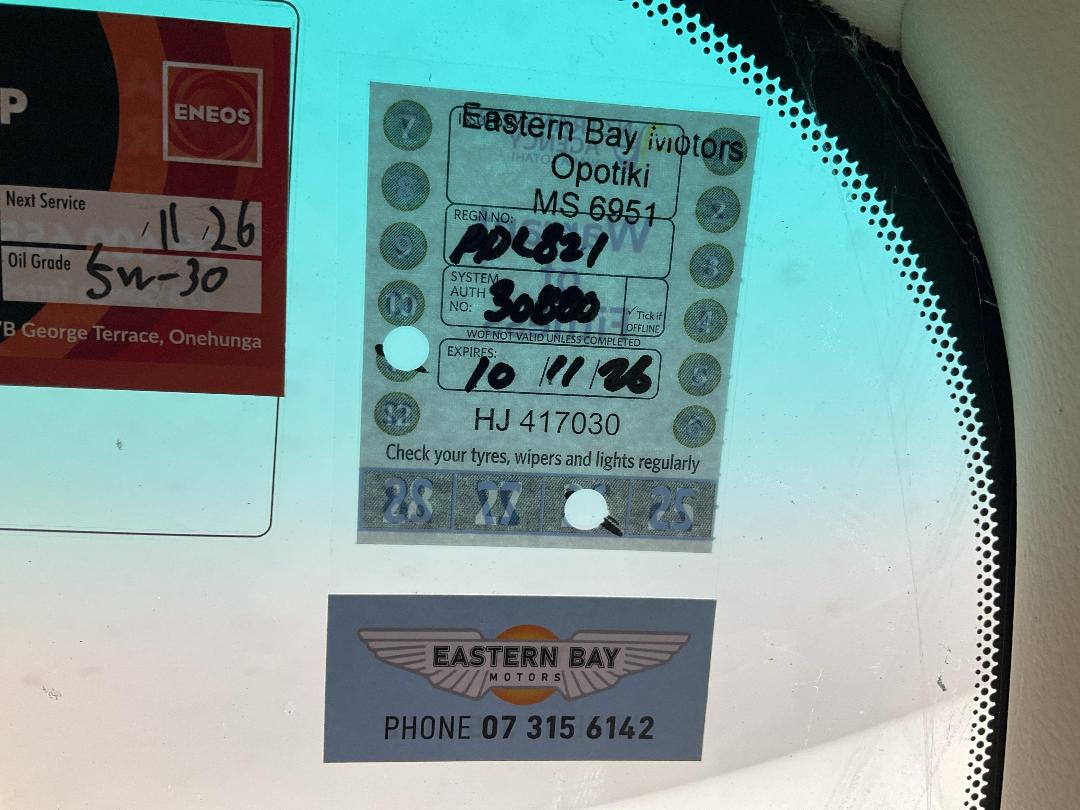 P
ENEOS
Next Service
/11/26
Oil Grade
5W-30
7B George Terrace, Onehunga
7
8
9
10
12
1
2
3
4
5
6
Eastern Bay Motors
Opotiki
MS 6951
REGN NO:
PDL821
SYSTEM
AUTH
NO:
30880
✓ Tick if
OFFLINE
WOF NOT VALID UNLESS COMPLETED
EXPIRES:
10/11/26
HJ 417030
Check your tyres, wipers and lights regularly
28 27 25
EASTERN BAY
MOTORS
PHONE 07 315 6142